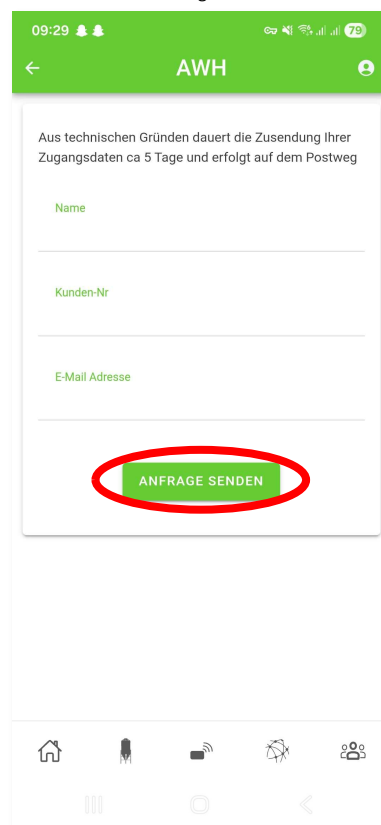 09:29
79
AWH
Aus technischen Gründen dauert die Zusendung Ihrer
Zugangsdaten ca 5 Tage und erfolgt auf dem Postweg
Name
Kunden-Nr
E-Mail Adresse
ANFRAGE SENDEN